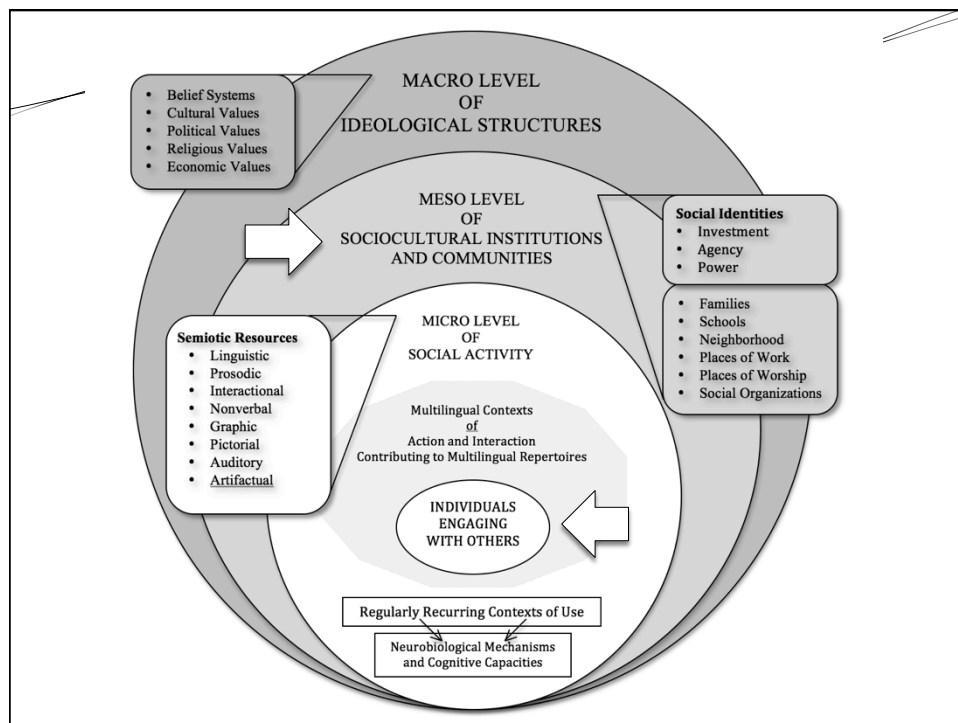 MACRO LEVEL
OF
IDEOLOGICAL STRUCTURES
• Belief Systems
• Cultural Values
• Political Values
• Religious Values
• Economic Values
MESO LEVEL
OF
SOCIOCULTURAL INSTITUTIONS
AND COMMUNITIES
Social Identities
• Investment
• Agency
• Power
• Families
• Schools
• Neighborhood
• Places of Work
• Places of Worship
• Social Organizations
MICRO LEVEL
OF
SOCIAL ACTIVITY
Semiotic Resources
• Linguistic
• Prosodic
• Interactional
• Nonverbal
• Graphic
• Pictorial
• Auditory
• Artifactual
Multilingual Contexts
of
Action and Interaction
Contributing to Multilingual Repertoires
INDIVIDUALS
ENGAGING
WITH OTHERS
Regularly Recurring Contexts of Use
Neurobiological Mechanisms
and Cognitive Capacities